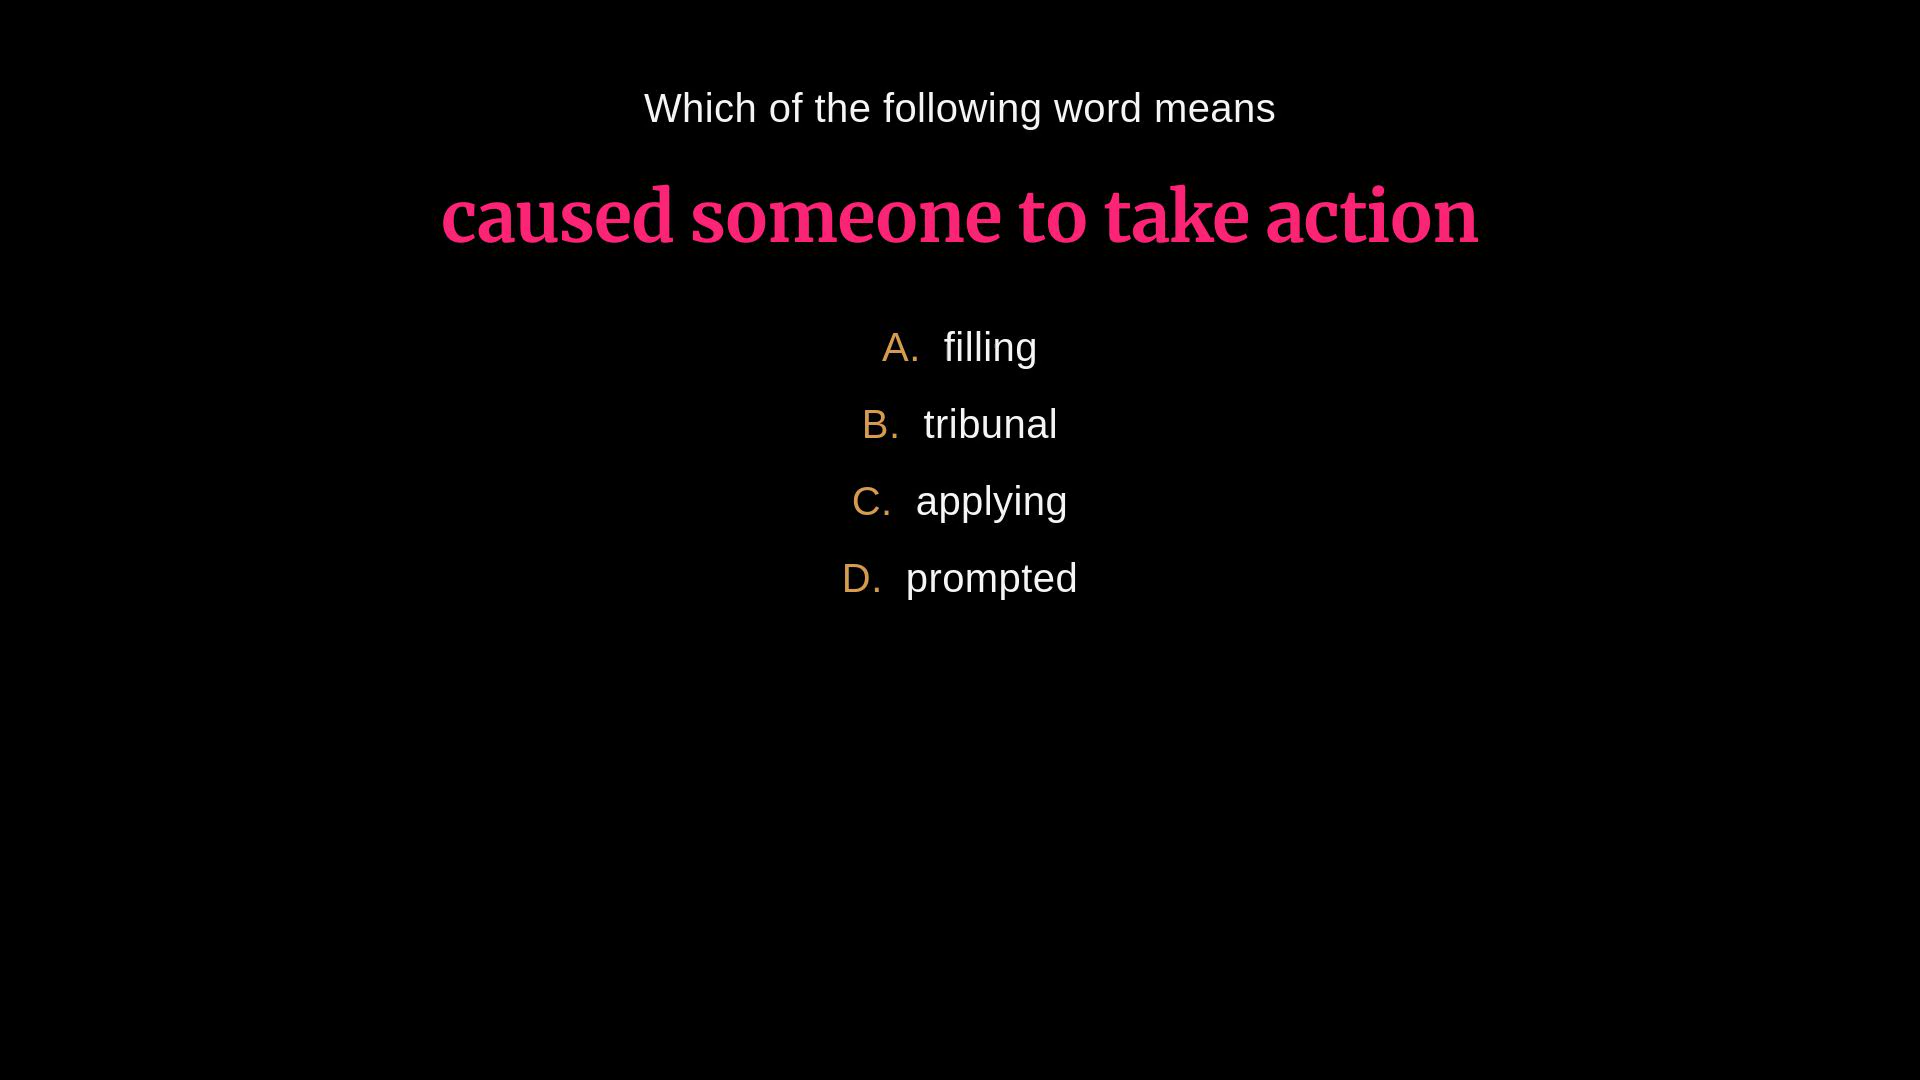 Which of the following word means
caused someone to take action
A. filling
B. tribunal
C. applying
D. prompted